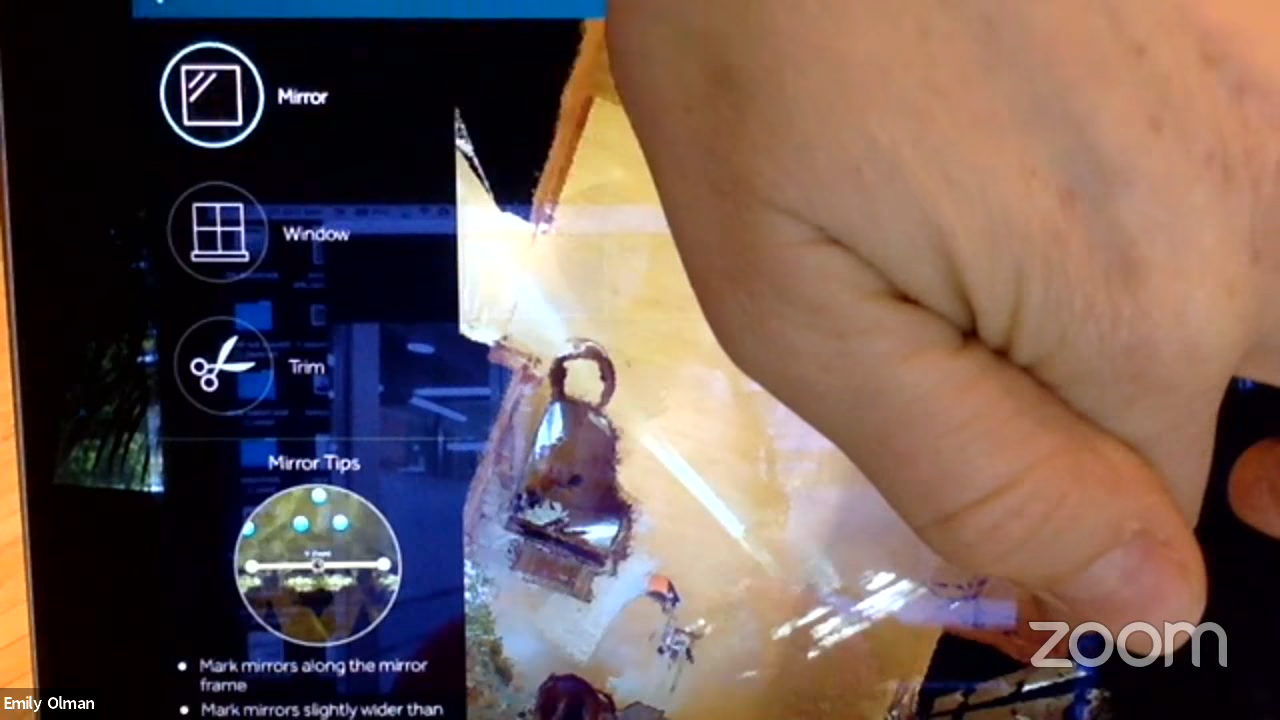 Mirror
Window
Trim
Mirror Tips
Mark mirrors along the mirror
frame
Mark mirrors slightly wider than
zoom
Emily Olman